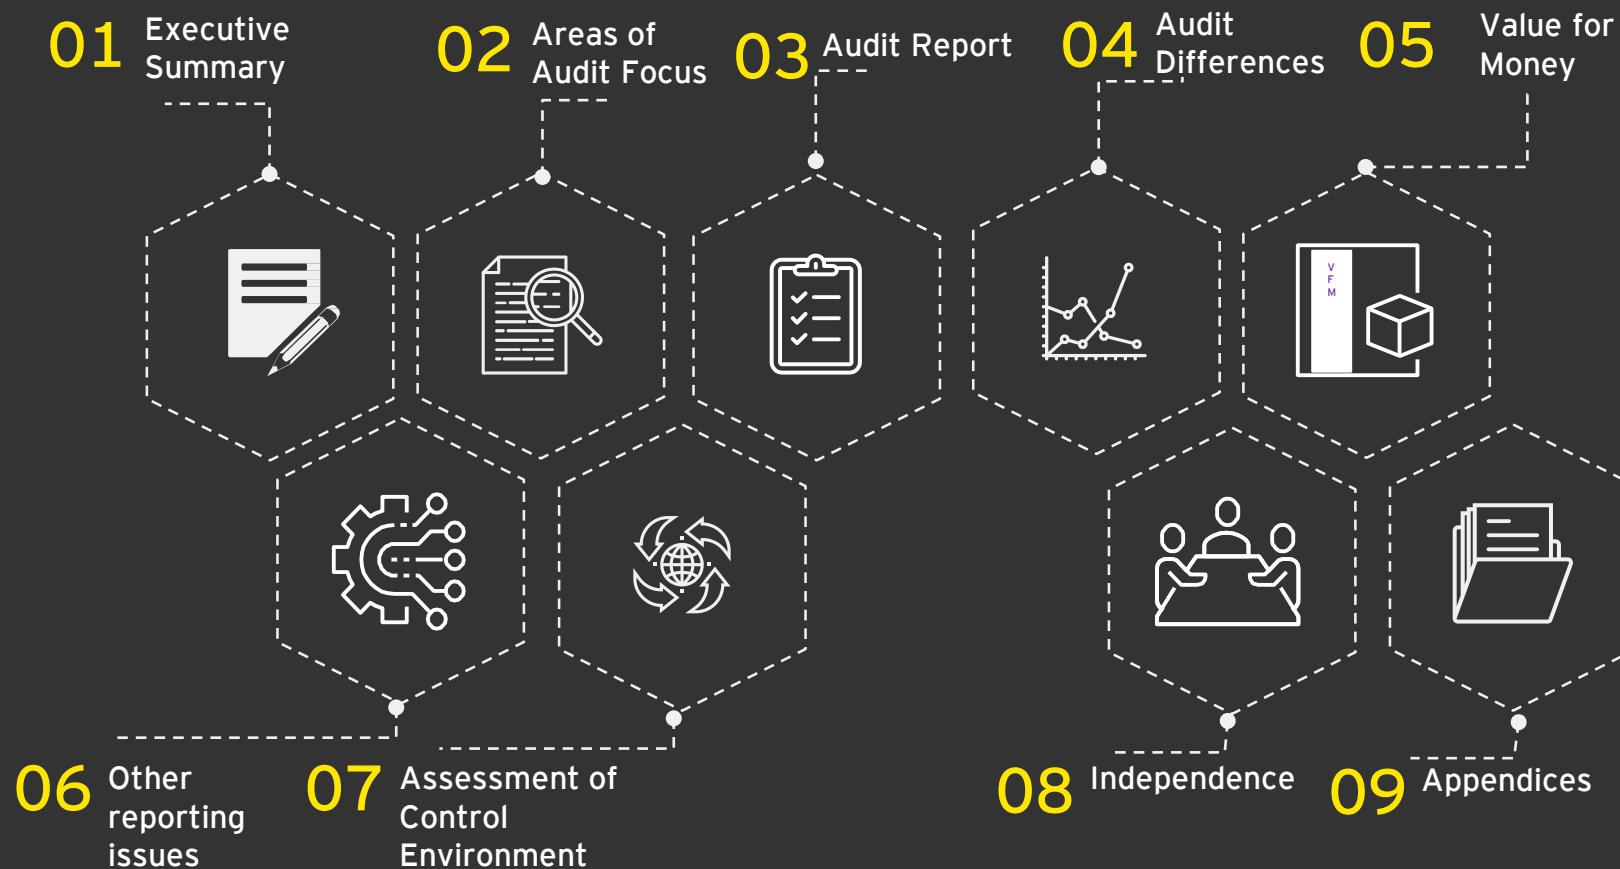 01 Executive
Summary
02 Areas of
Audit Focus
03 Audit Report
04 Audit
Differences
05 Value for
Money
V
F
M
06 Other
reporting
issues
07 Assessment of
Control
Environment
08 Independence
09 Appendices